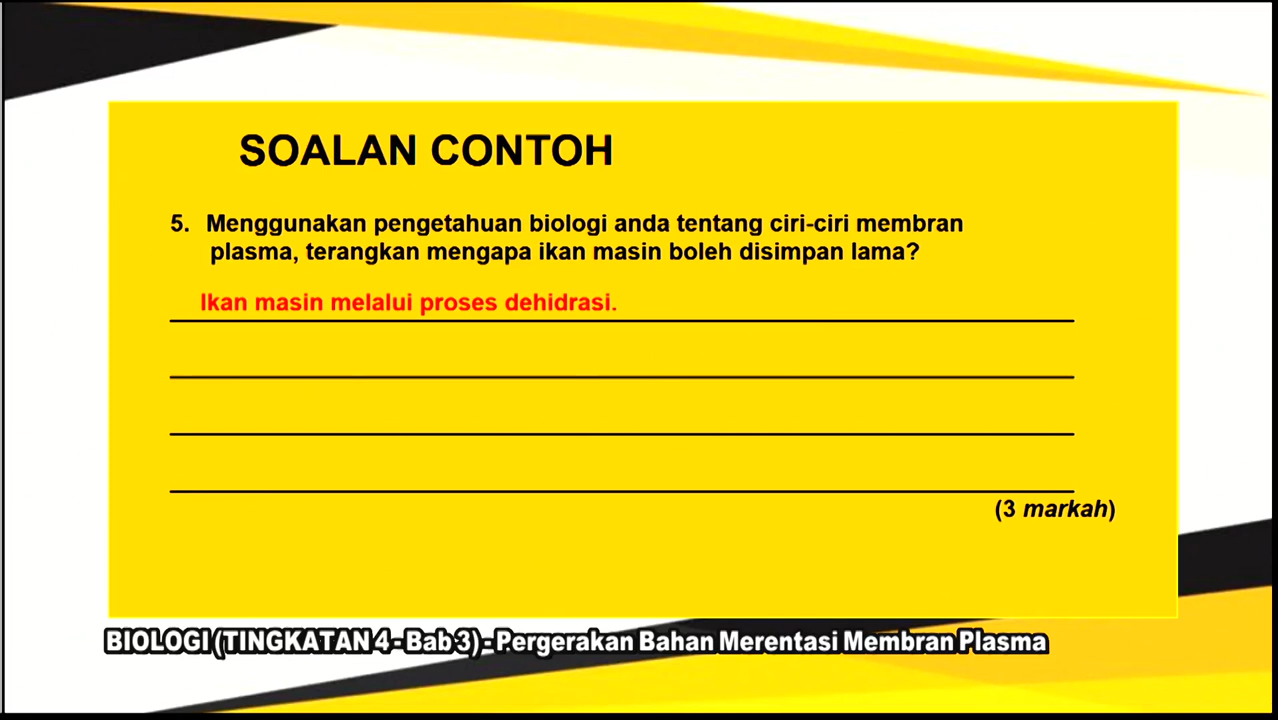 SOALAN CONTOH
5. Menggunakan pengetahuan biologi anda tentang ciri-ciri membran
plasma, terangkan mengapa ikan masin boleh disimpan lama?
Ikan masin melalui proses dehidrasi.
(3 markah)
BIOLOGI (TINGKATAN 4 - Bab 3) - Pergerakan Bahan Merentasi Membran Plasma